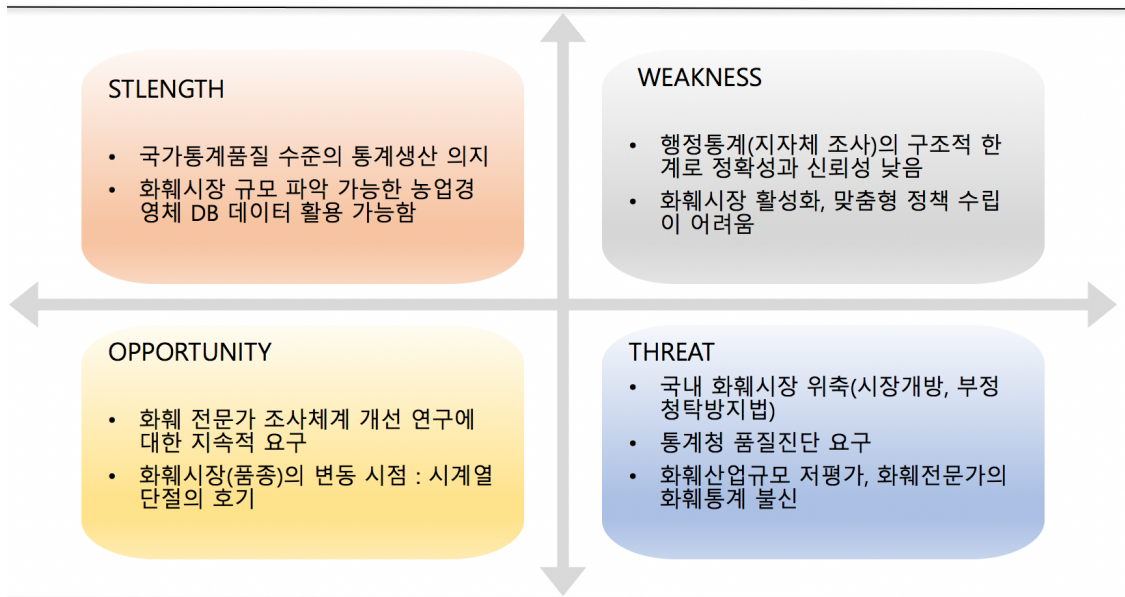 STLENGTH
• 국가통계품질 수준의 통계생산 의지
• 화훼시장 규모 파악 가능한 농업경
영체 DB 데이터 활용 가능함
WEAKNESS
• 행정통계(지자체 조사)의 구조적 한
계로 정확성과 신뢰성 낮음
• 화훼시장 활성화, 맞춤형 정책 수립
이 어려움
OPPORTUNITY
• 화훼 전문가 조사체계 개선 연구에
대한 지속적 요구
• 화훼시장(품종)의 변동 시점 : 시계열
단절의 호기
THREAT
• 국내 화훼시장 위축(시장개방, 부정
청탁방지법)
• 통계청 품질진단 요구
• 화훼산업규모 저평가, 화훼전문가의
화훼통계 불신